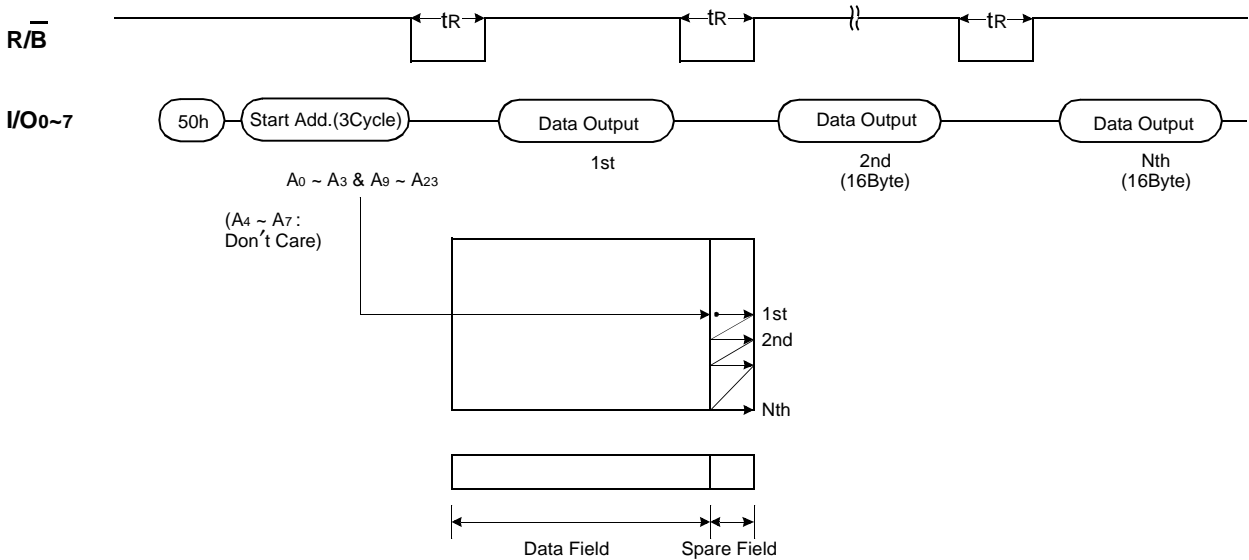 tR tR tR
R/B̅
I/O0~7 50h Start Add.(3Cycle) Data Output Data Output Data Output
1st 2nd Nth
(16Byte) (16Byte)
A0 ~ A3 & A9 ~ A23
(A4 ~ A7 :
Don't Care)
1st
2nd
Nth
Data Field Spare Field